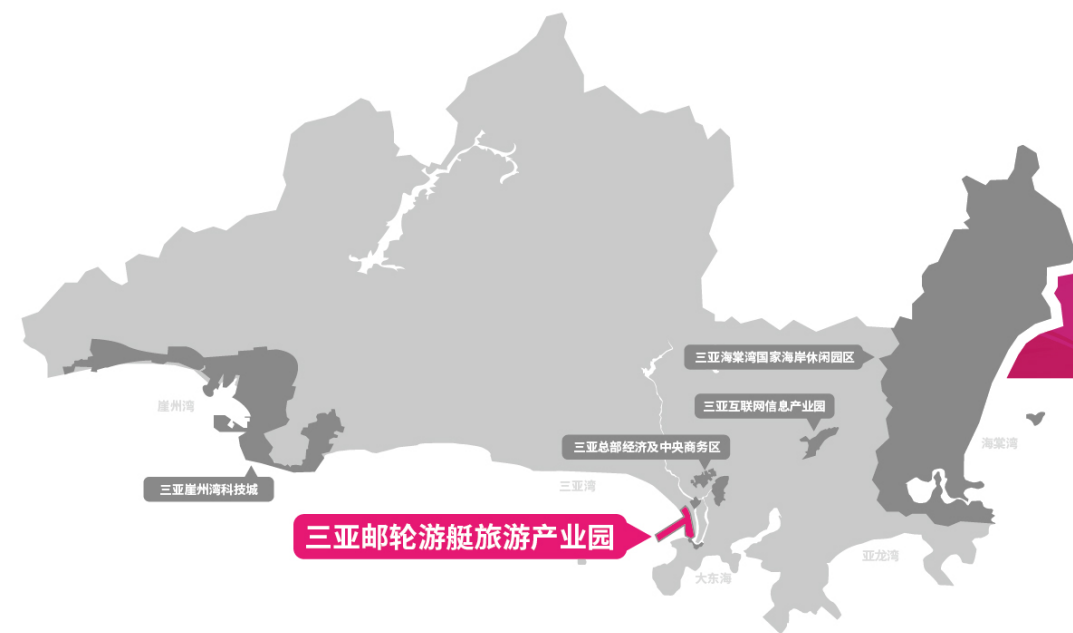 三亚海棠湾国家海岸休闲园区
三亚互联网信息产业园
崖州湾
海棠湾
三亚总部经济及中央商务区
三亚湾
三亚崖州湾科技城
三亚邮轮游艇旅游产业园
亚龙湾
大东海